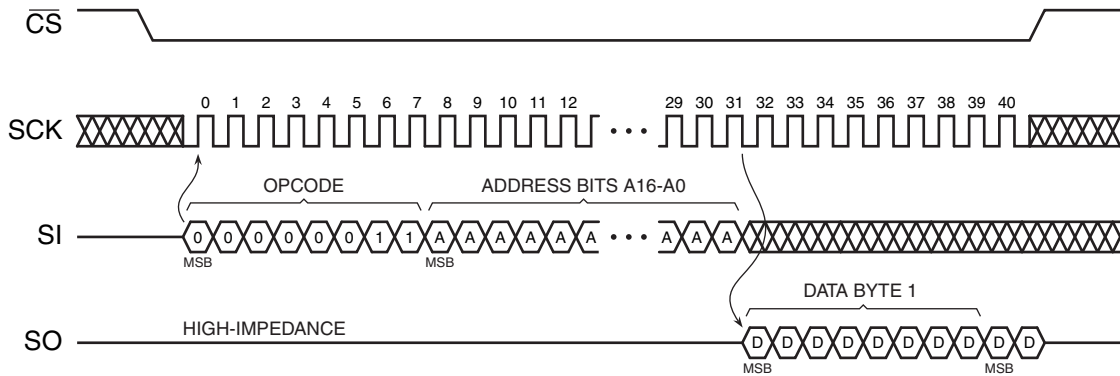 CS
0 1 2 3 4 5 6 7 8 9 10 11 12 29 30 31 32 33 34 35 36 37 38 39 40
SCK
OPCODE ADDRESS BITS A16-A0
SI 0 0 0 0 0 0 1 1 A A A A A A A A A
MSB MSB
DATA BYTE 1
HIGH-IMPEDANCE
SO D D D D D D D D D D
MSB MSB